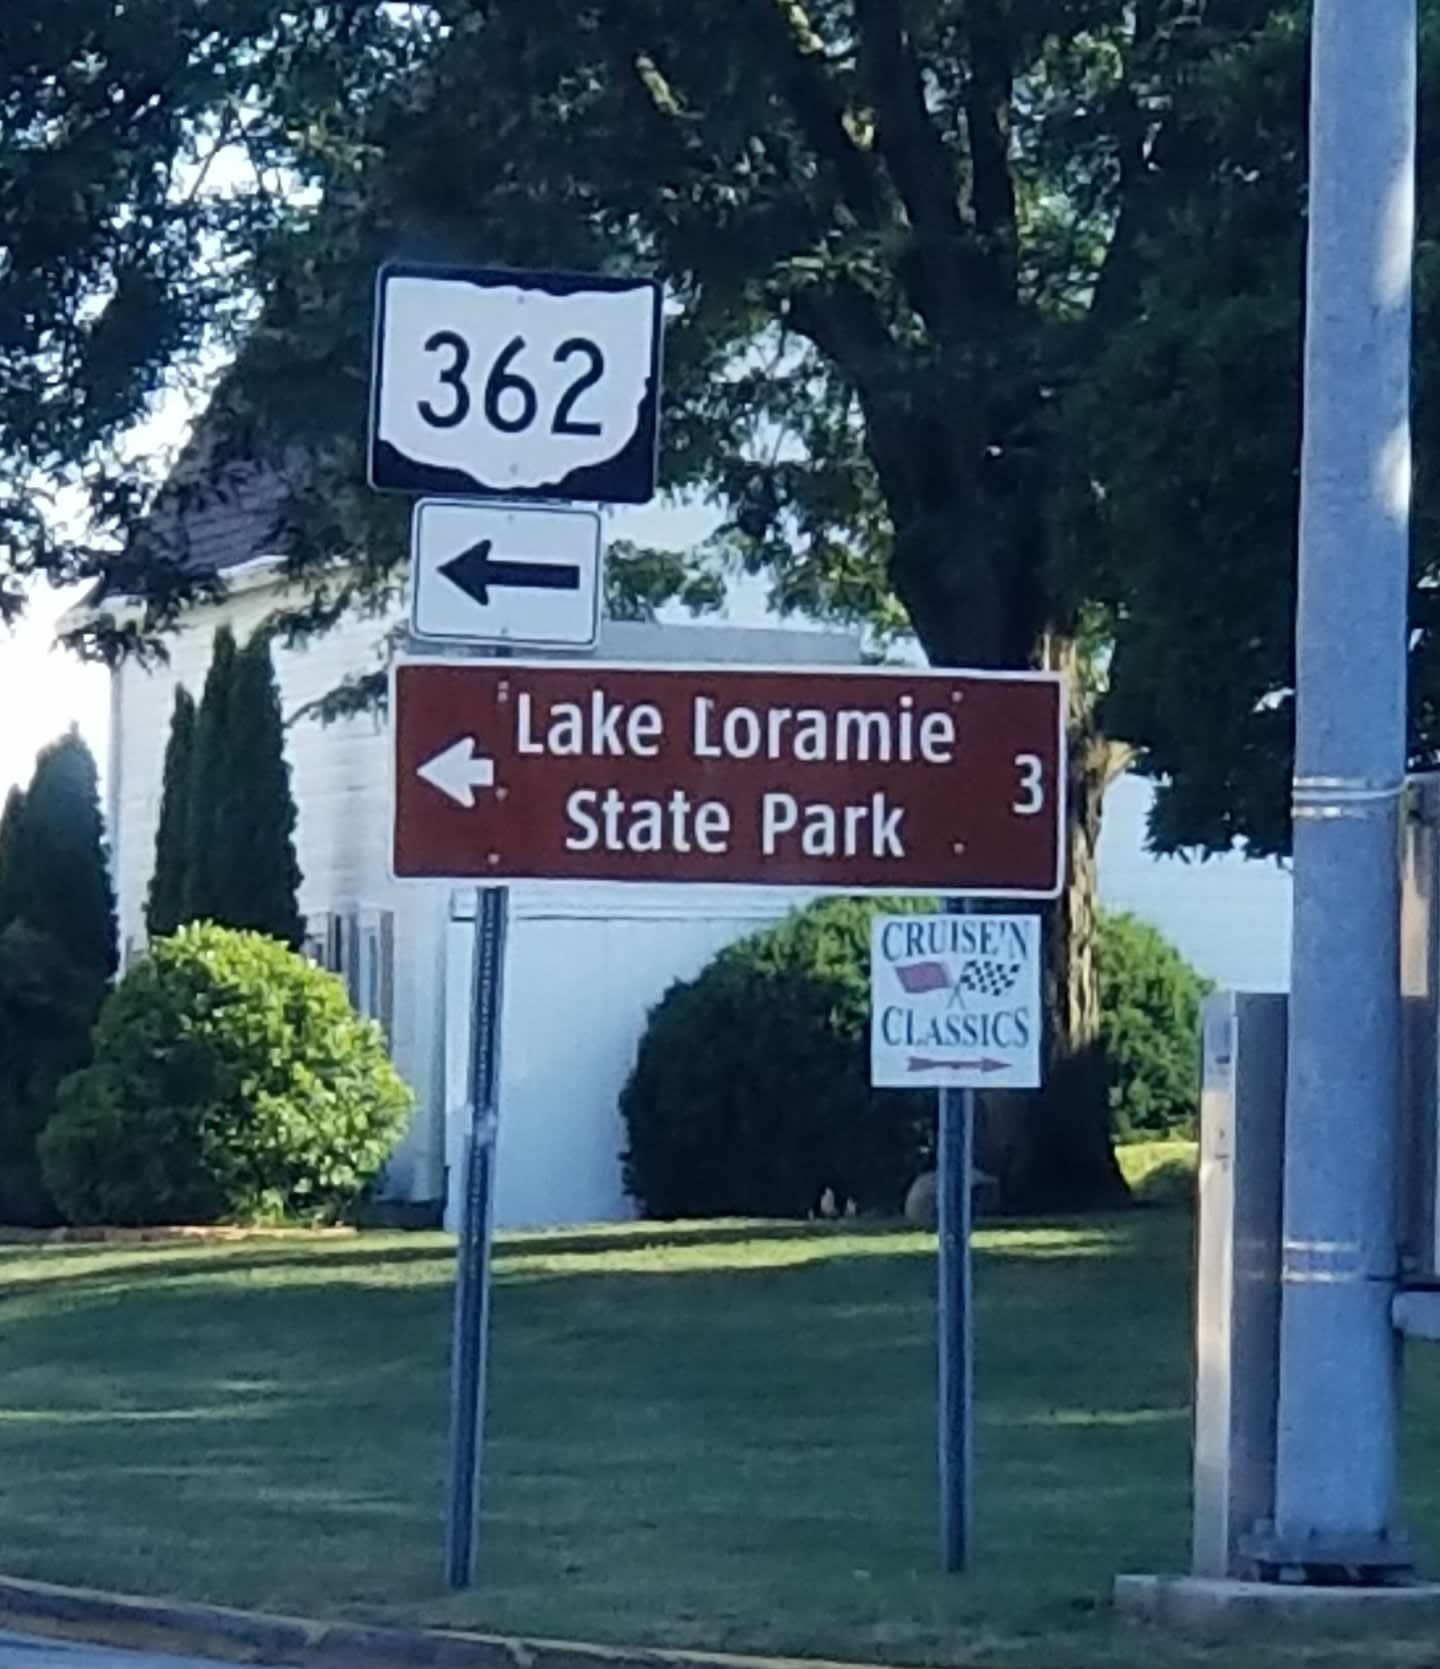 362
Lake Loramie
State Park
3
CRUISE'N
CLASSICS